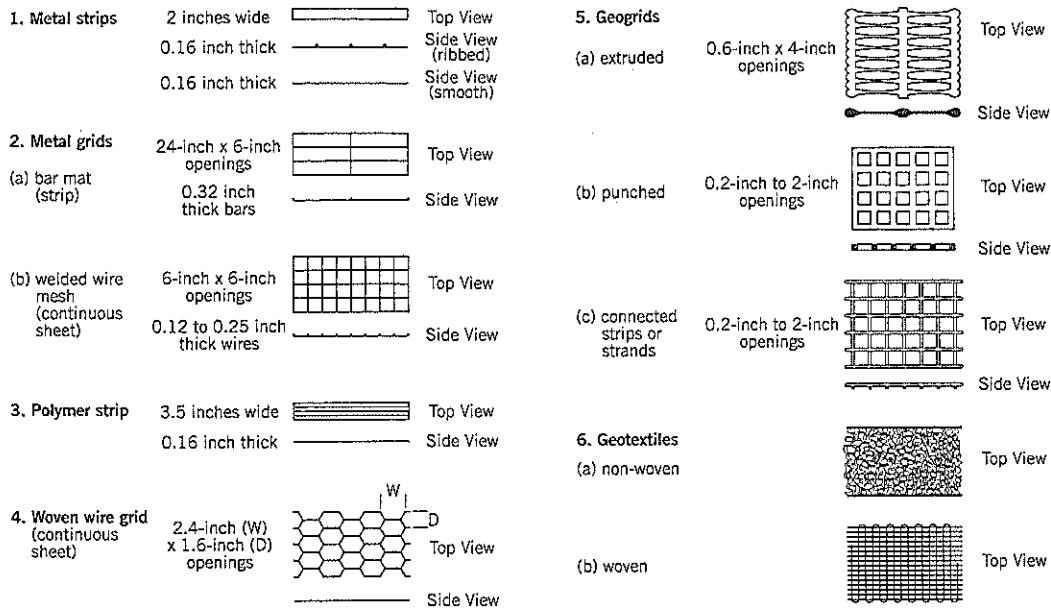 1. Metal strips
2 inches wide
Top View
0.16 inch thick
Side View
(ribbed)
0.16 inch thick
Side View
(smooth)
2. Metal grids
(a) bar mat
(strip)
24-inch x 6-inch
openings
Top View
0.32 inch
thick bars
Side View
(b) welded wire
mesh
(continuous
sheet)
6-inch x 6-inch
openings
Top View
0.12 to 0.25 inch
thick wires
Side View
3. Polymer strip
3.5 inches wide
Top View
0.16 inch thick
Side View
4. Woven wire grid
(continuous
sheet)
2.4-inch (W)
x 1.6-inch (D)
openings
W
D
Top View
Side View
5. Geogrids
(a) extruded
0.6-inch x 4-inch
openings
Top View
Side View
(b) punched
0.2-inch to 2-inch
openings
Top View
Side View
(c) connected
strips or
strands
0.2-inch to 2-inch
openings
Top View
Side View
6. Geotextiles
(a) non-woven
Top View
(b) woven
Top View